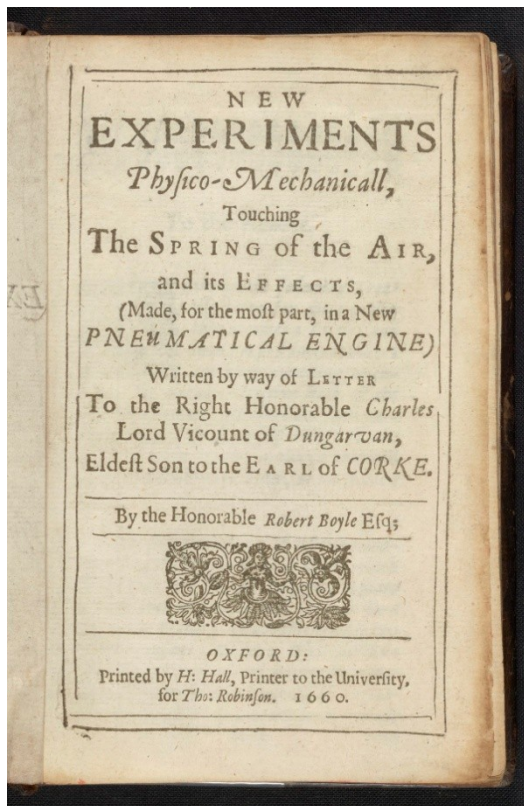 NEW
EXPERIMENTS
Phyſico-Mechanicall,
Touching
The SPRING of the AIR,
and its EFFECTS,
(Made, for the moſt part, in a New
PNEUMATICAL ENGINE)
Written by way of LETTER
To the Right Honorable Charles
Lord Vicount of Dungarvan,
Eldeſt Son to the EARL of CORKE.
By the Honorable Robert Boyle Eſq;
OXFORD:
Printed by H: Hall, Printer to the Univerſity,
for Tho: Robinſon. 1660.